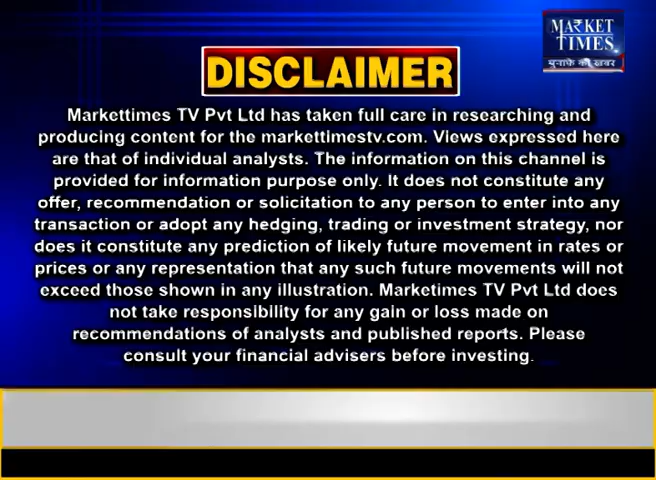 MARKET
TIMES
मुनाफे की खबर
DISCLAIMER
Markettimes TV Pvt Ltd has taken full care in researching and
producing content for the markettimestv.com. Views expressed here
are that of individual analysts. The information on this channel is
provided for information purpose only. It does not constitute any
offer, recommendation or solicitation to any person to enter into any
transaction or adopt any hedging, trading or investment strategy, nor
does it constitute any prediction of likely future movement in rates or
prices or any representation that any such future movements will not
exceed those shown in any illustration. Marketimes TV Pvt Ltd does
not take responsibility for any gain or loss made on
recommendations of analysts and published reports. Please
consult your financial advisers before investing.